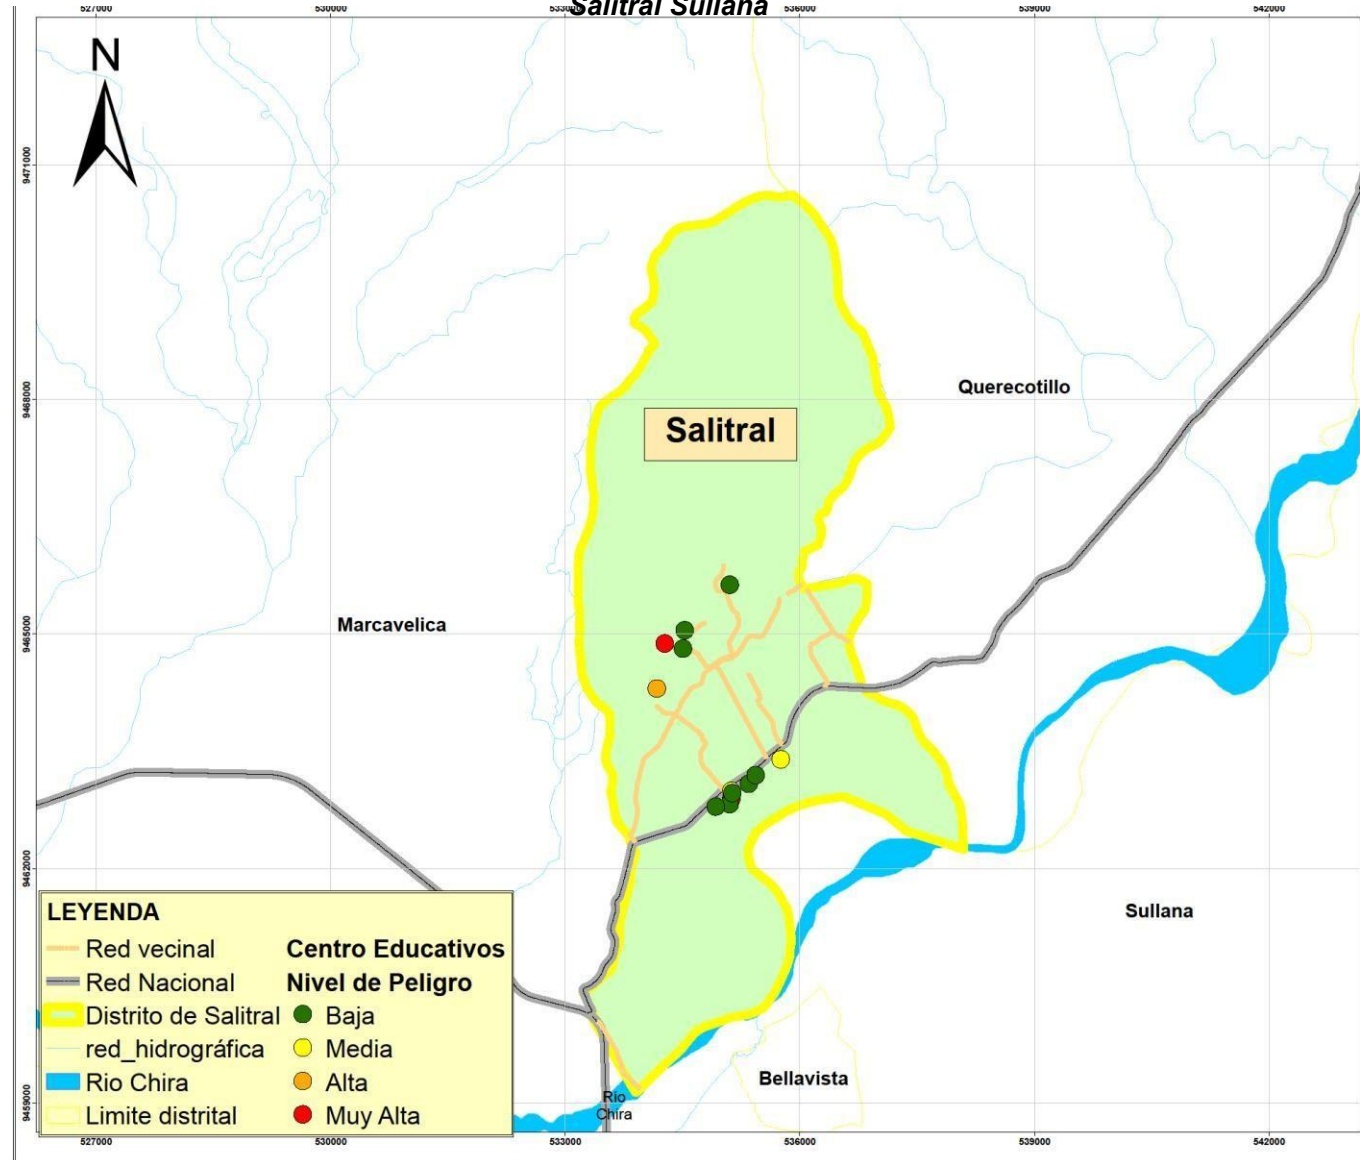 Salitral Sullana
527000 530000 533000 536000 539000 542000
N
9471000
9468000
Querecotillo
Salitral
Marcavelica
9465000
9462000
Sullana
LEYENDA
Red vecinal
Red Nacional
Distrito de Salitral
red_hidrográfica
Rio Chira
Limite distrital
Centro Educativos
Nivel de Peligro
Baja
Media
Alta
Muy Alta
Bellavista
Rio
Chira
9459000
527000 530000 533000 536000 539000 542000